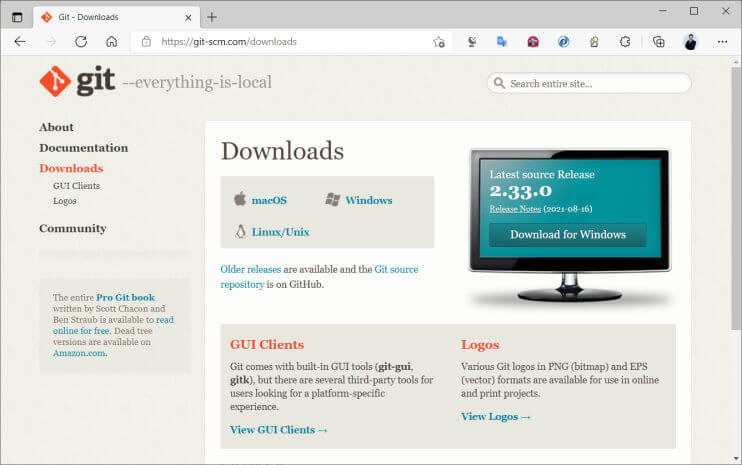 Git - Downloads
https://git-scm.com/downloads
git --everything-is-local
Search entire site...
About
Documentation
Downloads
GUI Clients
Logos
Community
The entire Pro Git book
written by Scott Chacon and
Ben Straub is available to read
online for free. Dead tree
versions are available on
Amazon.com.
Downloads
macOS
Windows
Linux/Unix
Older releases are available and the Git source
repository is on GitHub.
Latest source Release
2.33.0
Release Notes (2021-08-16)
Download for Windows
GUI Clients
Git comes with built-in GUI tools (git-gui,
gitk), but there are several third-party tools for
users looking for a platform-specific
experience.
View GUI Clients →
Logos
Various Git logos in PNG (bitmap) and EPS
(vector) formats are available for use in online
and print projects.
View Logos →